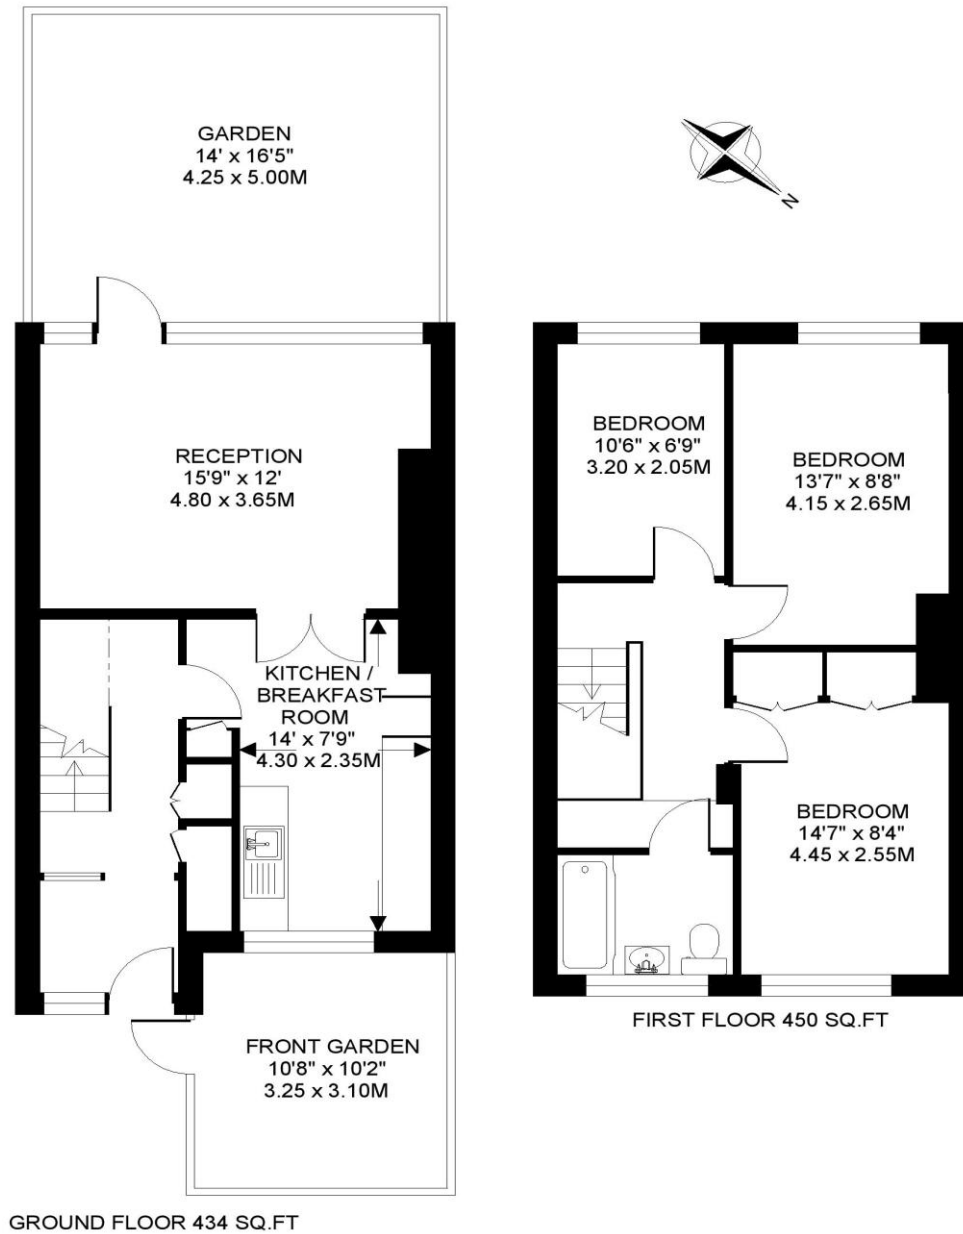 GARDEN
14' x 16'5"
4.25 x 5.00M
N
RECEPTION
15'9" x 12'
4.80 x 3.65M
BEDROOM
10'6" x 6'9"
3.20 x 2.05M
BEDROOM
13'7" x 8'8"
4.15 x 2.65M
KITCHEN /
BREAKFAST
ROOM
14' x 7'9"
4.30 x 2.35M
BEDROOM
14'7" x 8'4"
4.45 x 2.55M
FIRST FLOOR 450 SQ.FT
FRONT GARDEN
10'8" x 10'2"
3.25 x 3.10M
GROUND FLOOR 434 SQ.FT